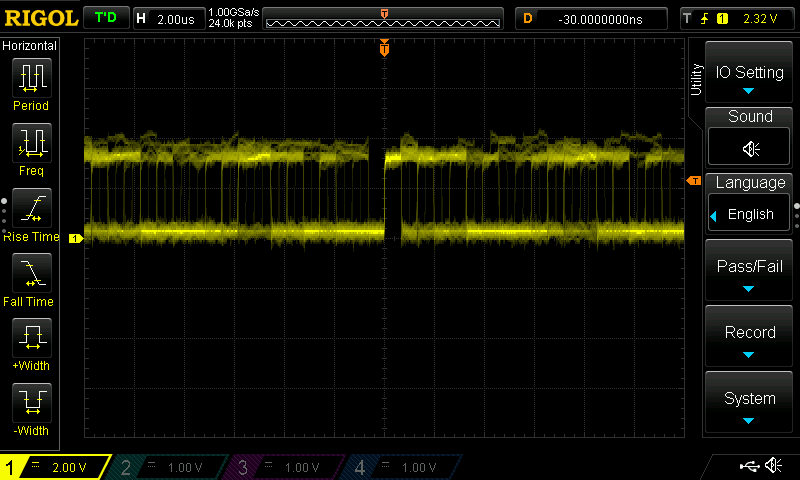 RIGOL T'D H 2.00us 1.00GSa/s 24.0k pts T D -30.0000000ns T 1 2.32 V
Horizontal
Period
Freq
Rise Time
Fall Time
+Width
-Width
T
T
1
Utility
IO Setting
Sound
Language
English
Pass/Fail
Record
System
1 = 2.00 V 2 = 1.00 V 3 = 1.00 V 4 = 1.00 V